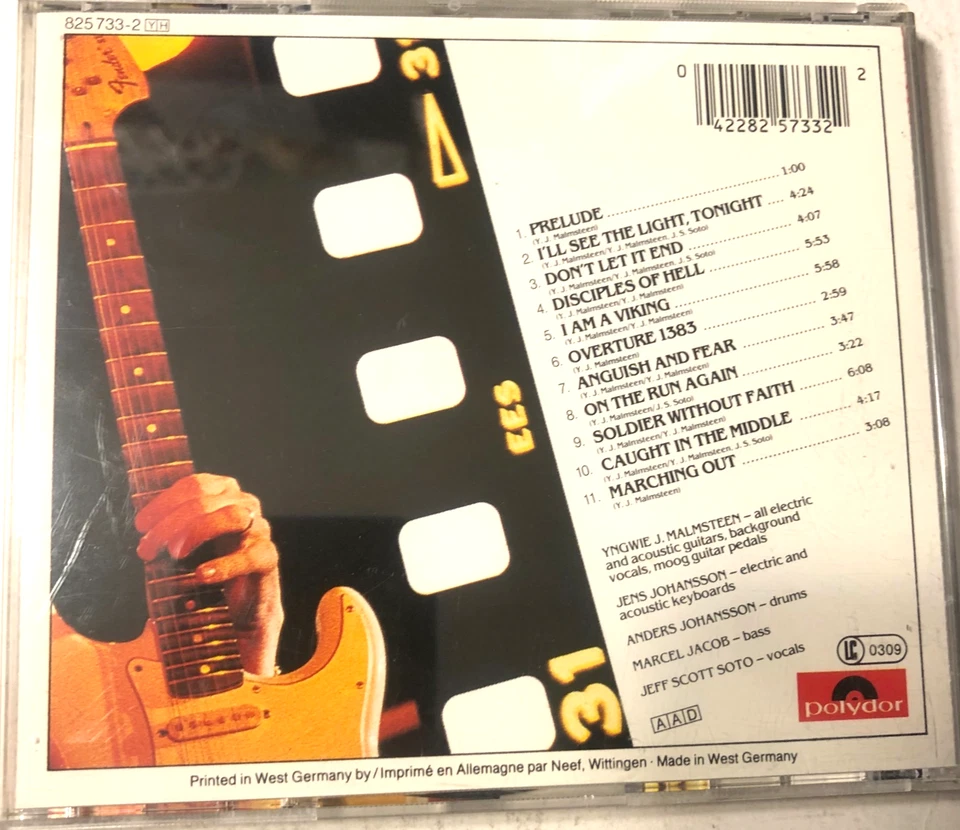 825 733-2 YH
Fender
31
EES
31
0 42282 57332 2
1. PRELUDE 1:00
(Y. J. Malmsteen)
2. I'LL SEE THE LIGHT, TONIGHT 4:24
(Y. J. Malmsteen/Y. J. Malmsteen, J. S. Soto)
3. DON'T LET IT END 4:07
(Y. J. Malmsteen/Y. J. Malmsteen, J. S. Soto)
4. DISCIPLES OF HELL 5:53
(Y. J. Malmsteen/Y. J. Malmsteen)
5. I AM A VIKING 5:58
(Y. J. Malmsteen/Y. J. Malmsteen)
6. OVERTURE 1383 2:59
(Y. J. Malmsteen)
7. ANGUISH AND FEAR 3:47
(Y. J. Malmsteen/Y. J. Malmsteen)
8. ON THE RUN AGAIN 3:22
(Y. J. Malmsteen/J. S. Soto)
9. SOLDIER WITHOUT FAITH 6:08
(Y. J. Malmsteen/Y. J. Malmsteen)
10. CAUGHT IN THE MIDDLE 4:17
(Y. J. Malmsteen/Y. J. Malmsteen, J. S. Soto)
11. MARCHING OUT 3:08
(Y. J. Malmsteen)
YNGWIE J. MALMSTEEN – all electric
and acoustic guitars, background
vocals, moog guitar pedals
JENS JOHANSSON – electric and
acoustic keyboards
ANDERS JOHANSSON – drums
MARCEL JACOB – bass
JEFF SCOTT SOTO – vocals
AAD
LC 0309
polydor
Printed in West Germany by / Imprimé en Allemagne par Neef, Wittingen · Made in West Germany